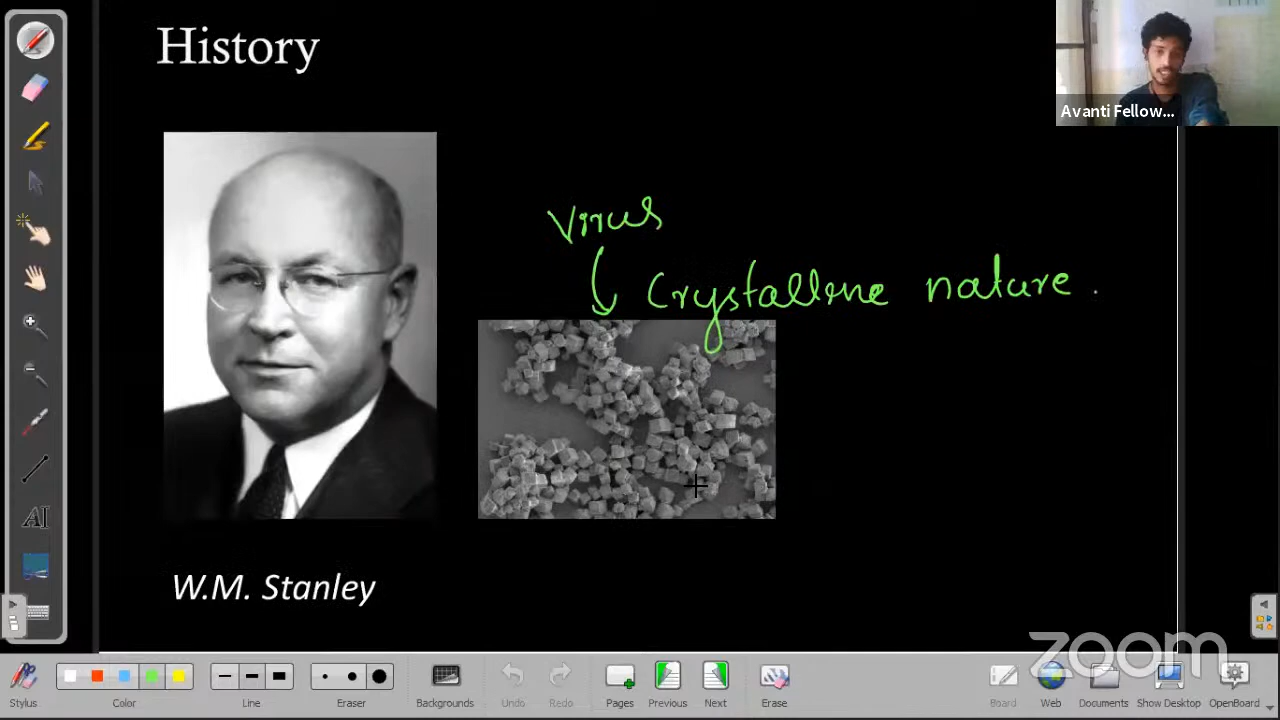 History
Avanti Fellow...
Virus
Crystalline nature.
W.M. Stanley
AI
zoom
Stylus
Color
Line
Eraser
Backgrounds
Undo
Redo
Pages
Previous
Next
Erase
Board
Web
Documents
Show Desktop
OpenBoard